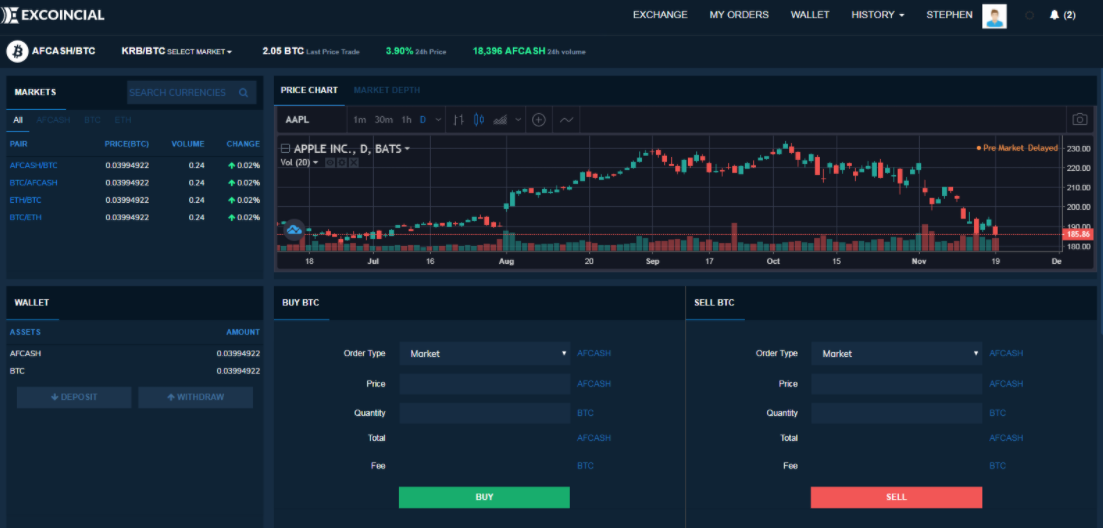 EXCOINCIAL
EXCHANGE MY ORDERS WALLET HISTORY STEPHEN (2)
AFCASH/BTC KRB/BTC SELECT MARKET 2.05 BTC Last Price Trade 3.90% 24h Price 18,396 AFCASH 24h volume
MARKETS SEARCH CURRENCIES
All AFCASH BTC ETH
PAIR PRICE(BTC) VOLUME CHANGE
AFCASH/BTC 0.03994922 0.24 0.02%
BTC/AFCASH 0.03994922 0.24 0.02%
ETH/BTC 0.03994922 0.24 0.02%
BTC/ETH 0.03994922 0.24 0.02%
PRICE CHART MARKET DEPTH
AAPL 1m 30m 1h D
APPLE INC., D, BATS
Pre Market Delayed
Vol (20)
230.00
220.00
210.00
200.00
190.00
185.86
180.00
18 Jul 16 Aug 20 Sep 17 Oct 15 Nov 19 De
WALLET
ASSETS AMOUNT
AFCASH 0.03994922
BTC 0.03994922
DEPOSIT WITHDRAW
BUY BTC
Order Type Market AFCASH
Price AFCASH
Quantity BTC
Total AFCASH
Fee BTC
BUY
SELL BTC
Order Type Market AFCASH
Price AFCASH
Quantity BTC
Total AFCASH
Fee BTC
SELL